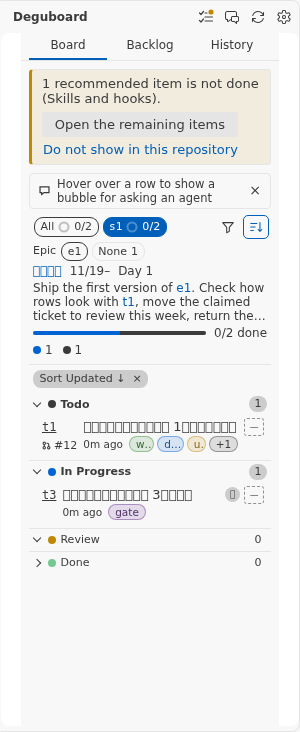 Deguboard
Board
Backlog
History
1 recommended item is not done
(Skills and hooks).
Open the remaining items
Do not show in this repository
Hover over a row to show a
bubble for asking an agent
All 0/2
s1 0/2
Epic e1 None 1
11/19– Day 1
Ship the first version of e1. Check how
rows look with t1, move the claimed
ticket to review this week, return the…
0/2 done
1 1
Sort Updated ↓ ×
Todo 1
t1 1
#12 0m ago w… d… u… +1
In Progress 1
t3 3
0m ago gate
Review 0
Done 0